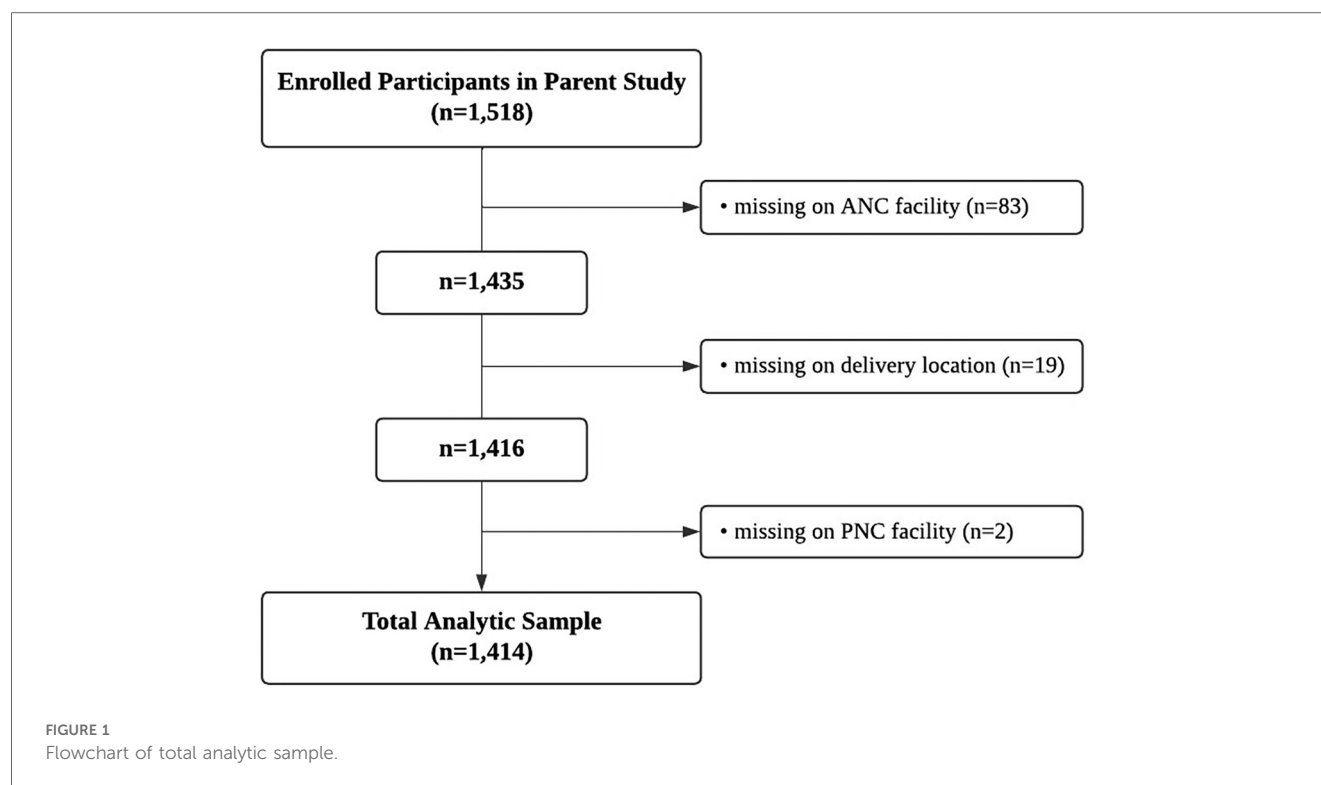 Enrolled Participants in Parent Study
(n=1,518)
• missing on ANC facility (n=83)
n=1,435
• missing on delivery location (n=19)
n=1,416
• missing on PNC facility (n=2)
Total Analytic Sample
(n=1,414)
FIGURE 1
Flowchart of total analytic sample.